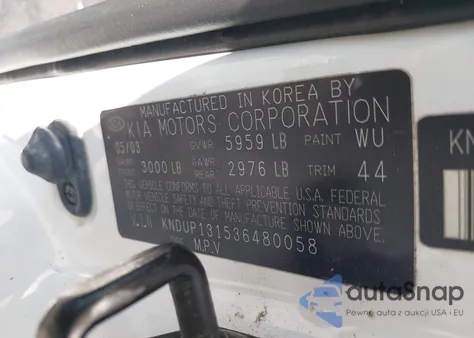 MANUFACTURED IN KOREA BY
KIA MOTORS CORPORATION
05/03 GVWR 5959 LB PAINT WU
GAWR FRONT 3000 LB GAWR REAR 2976 LB TRIM 44
THIS VEHICLE CONFORMS TO ALL APPLICABLE U.S.A. FEDERAL
MOTOR VEHICLE SAFETY AND THEFT PREVENTION STANDARDS
IN EFFECT ON THE DATE OF MANUFACTURE SHOWN ABOVE.
V.I.N KNDUP131536480058
M.P.V
KN
autoSnap
Pewne auta z aukcji USA i EU